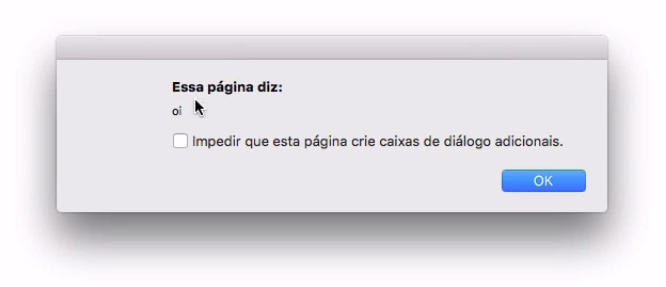 Essa página diz:
oi
Impedir que esta página crie caixas de diálogo adicionais.
OK